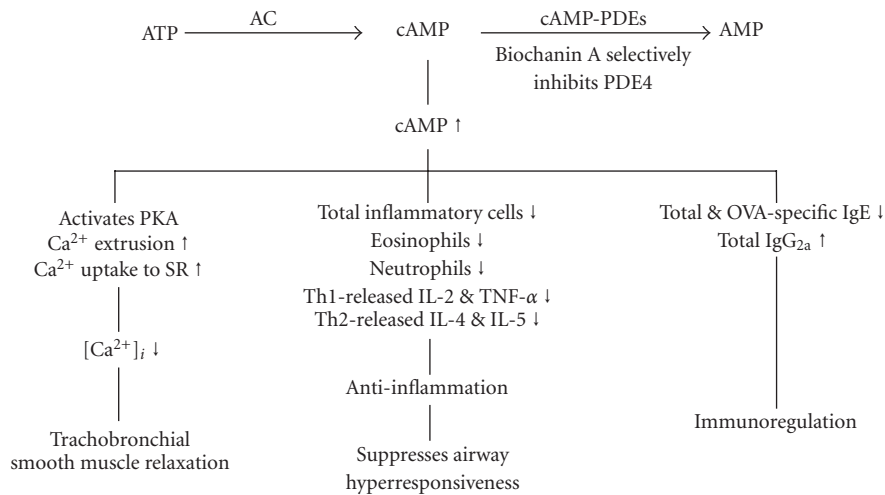 AC
cAMP-PDEs
ATP
cAMP
AMP
Biochanin A selectively
inhibits PDE4
cAMP ↑
Activates PKA
Ca²⁺ extrusion ↑
Ca²⁺ uptake to SR ↑
[Ca²⁺]ᵢ ↓
Trachobronchial
smooth muscle relaxation
Total inflammatory cells ↓
Eosinophils ↓
Neutrophils ↓
Th1-released IL-2 & TNF-α ↓
Th2-released IL-4 & IL-5 ↓
Anti-inflammation
Suppresses airway
hyperresponsiveness
Total & OVA-specific IgE ↓
Total IgG₂ₐ ↑
Immunoregulation